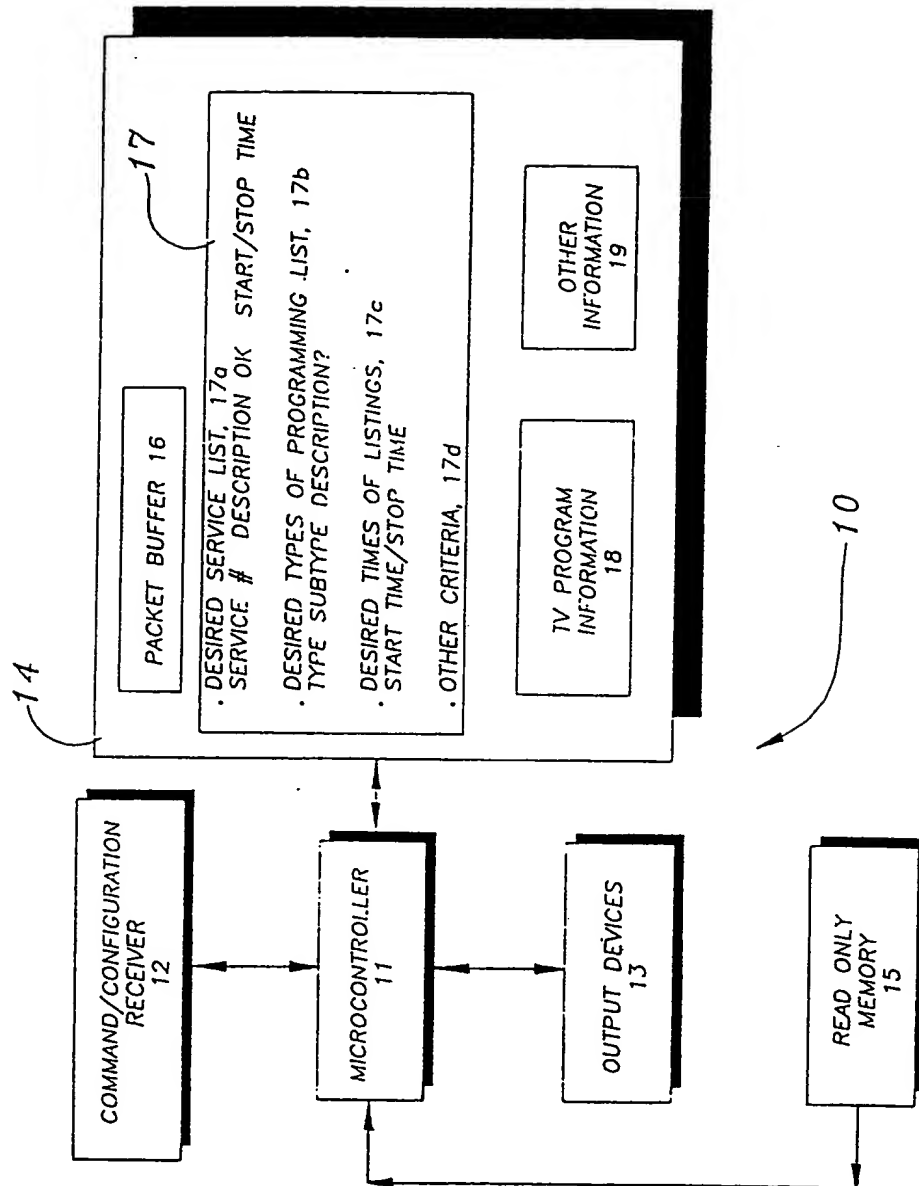 COMMAND/CONFIGURATION
RECEIVER
12
MICROCONTROLLER
11
OUTPUT DEVICES
13
READ ONLY
MEMORY
15
14
PACKET BUFFER 16
17
· DESIRED SERVICE LIST, 17a
SERVICE # DESCRIPTION OK START/STOP TIME
· DESIRED TYPES OF PROGRAMMING LIST, 17b
TYPE SUBTYPE DESCRIPTION?
· DESIRED TIMES OF LISTINGS, 17c
START TIME/STOP TIME
· OTHER CRITERIA, 17d
TV PROGRAM
INFORMATION
18
OTHER
INFORMATION
19
10